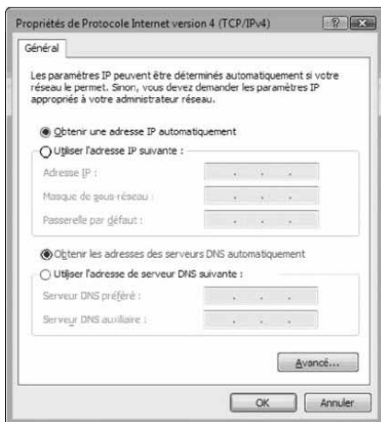 Propriétés de Protocole Internet version 4 (TCP/IPv4)
Général
Les paramètres IP peuvent être déterminés automatiquement si votre
réseau le permet. Sinon, vous devez demander les paramètres IP
appropriés à votre administrateur réseau.
Obtenir une adresse IP automatiquement
Utiliser l'adresse IP suivante :
Adresse IP :
Masque de sous-réseau :
Passerelle par défaut :
Obtenir les adresses des serveurs DNS automatiquement
Utiliser l'adresse de serveur DNS suivante :
Serveur DNS préféré :
Serveur DNS auxiliaire :
Avancé...
OK Annuler